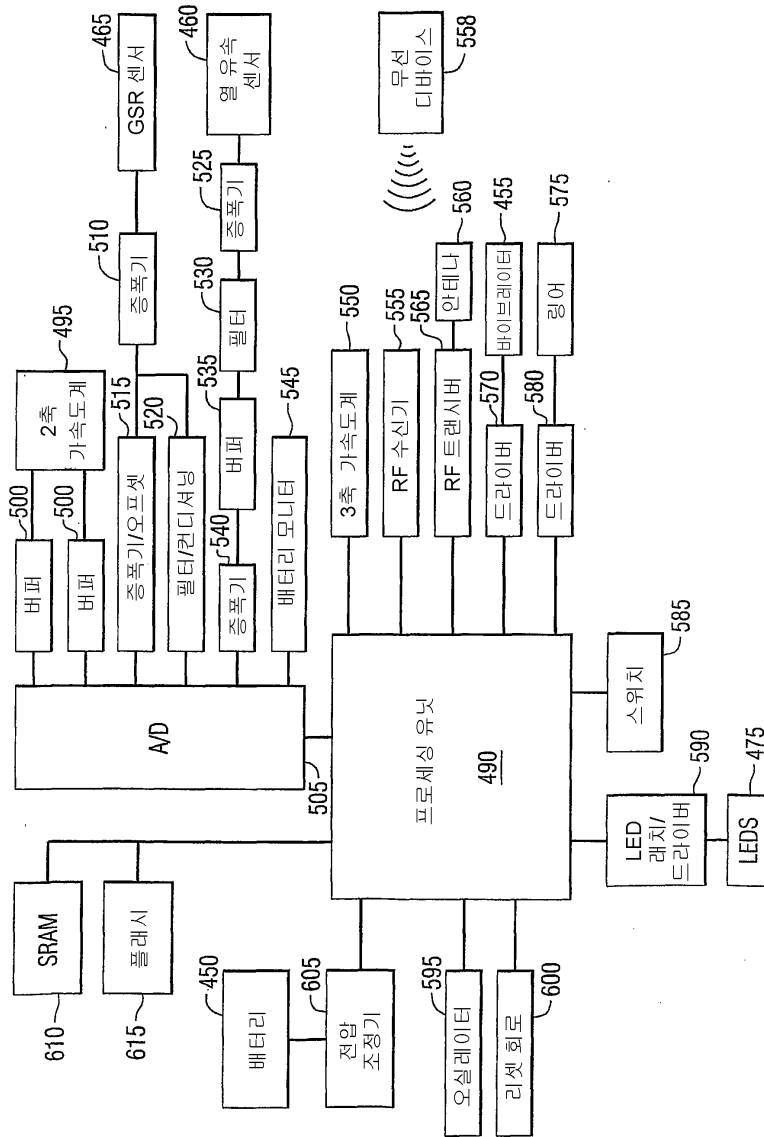 465
GSR 센서
460
열 유속
센서
무선
디바이스
558
510
증폭기
525
증폭기
530
필터
535
버퍼
540
증폭기
495
2축
가속도계
500
버퍼
500
버퍼
515
증폭기/오프셋
520
필터/컨디셔닝
545
배터리 모니터
A/D
505
550
3축 가속도계
555
RF 수신기
560
안테나
565
RF 트랜시버
455
바이브레이터
570
드라이버
575
링어
580
드라이버
SRAM
610
플래시
615
프로세싱 유닛
490
배터리
450
전압
조정기
605
오실레이터
595
리셋 회로
600
스위치
585
LED
래치/
드라이버
590
LEDS
475